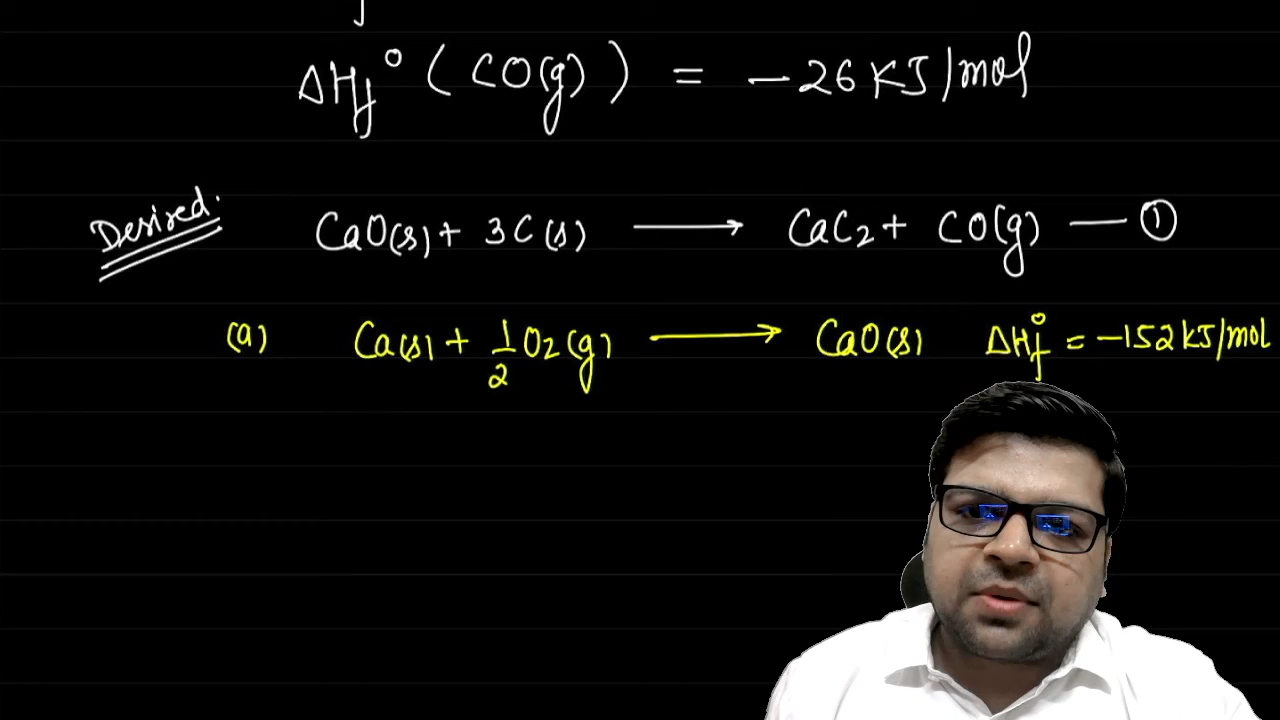 ΔHf° (CO(g)) = −26 KJ/mol
Desired. CaO(s) + 3C(s) ⟶ CaC₂ + CO(g) — ①
(a) Ca(s) + 1/2 O₂(g) ⟶ CaO(s) ΔHf° = −152 KJ/mol